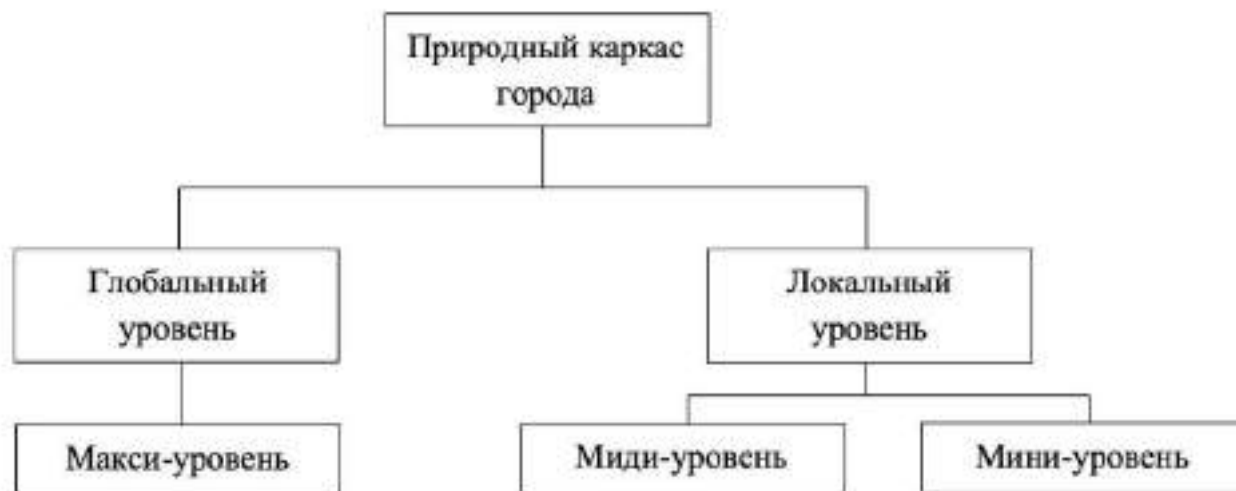 Природный каркас
города
Глобальный
уровень
Локальный
уровень
Макси-уровень
Миди-уровень
Мини-уровень